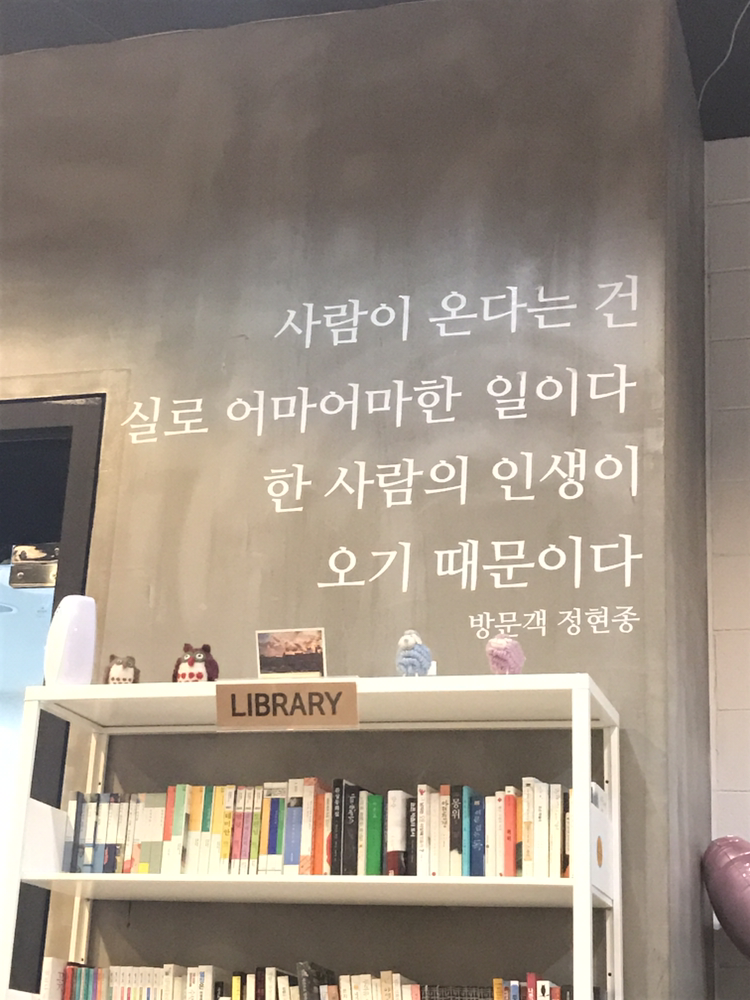 사람이 온다는 건
실로 어마어마한 일이다
한 사람의 인생이
오기 때문이다
방문객 정현종
LIBRARY